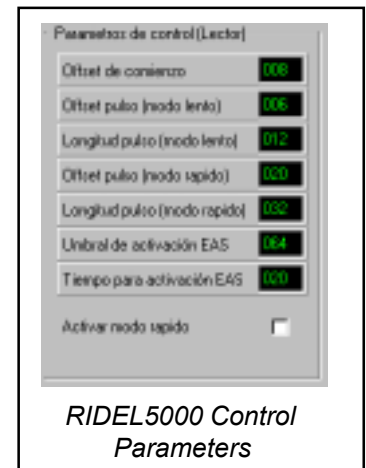 Parametros de control (Lector)
Offset de comienzo 008
Offset pulso (modo lento) 006
Longitud pulso (modo lento) 012
Offset pulso (modo rapido) 020
Longitud pulso (modo rapido) 032
Umbral de activación EAS 064
Tiempo para activación EAS 020
Activar modo rapido
RIDEL5000 Control
Parameters